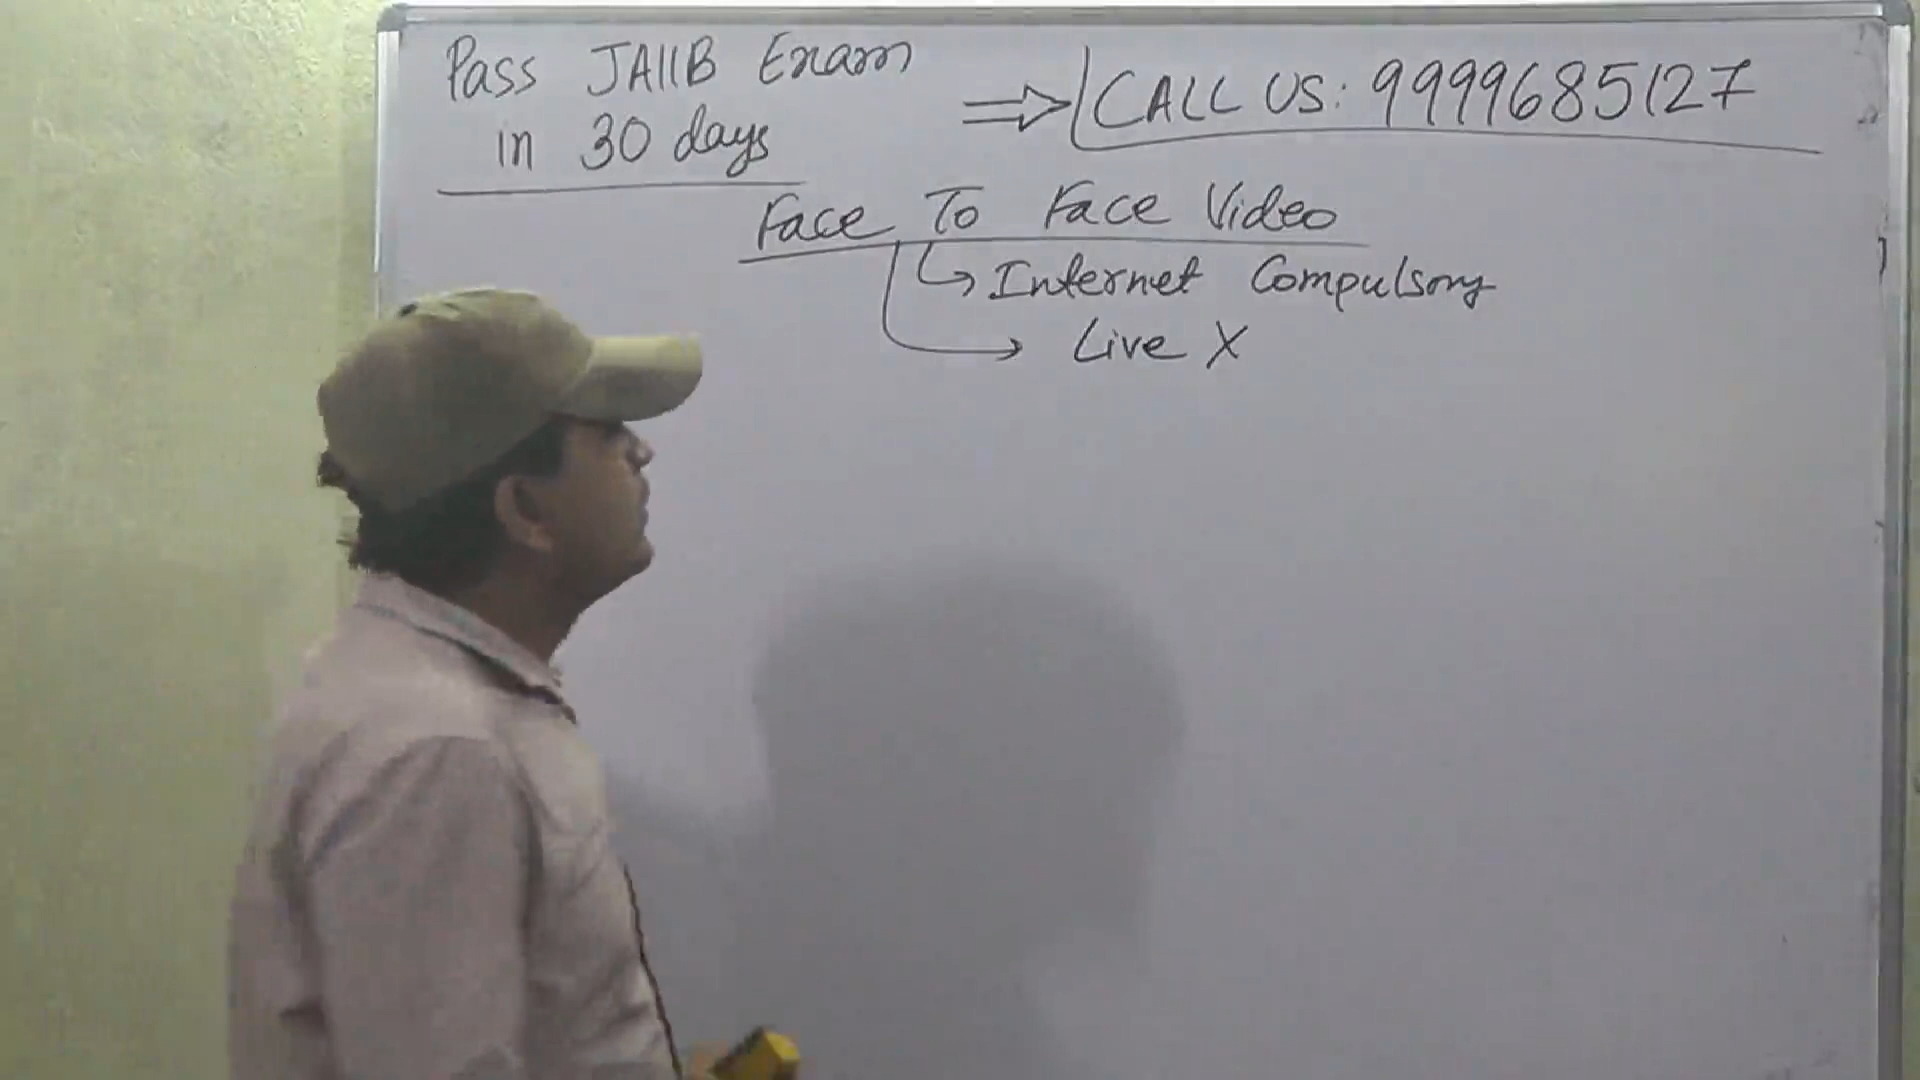 Pass JAIIB Exam
in 30 days
⇒ CALL US: 9999685127
Face To Face Video
↳ Internet Compulsory
→ Live X